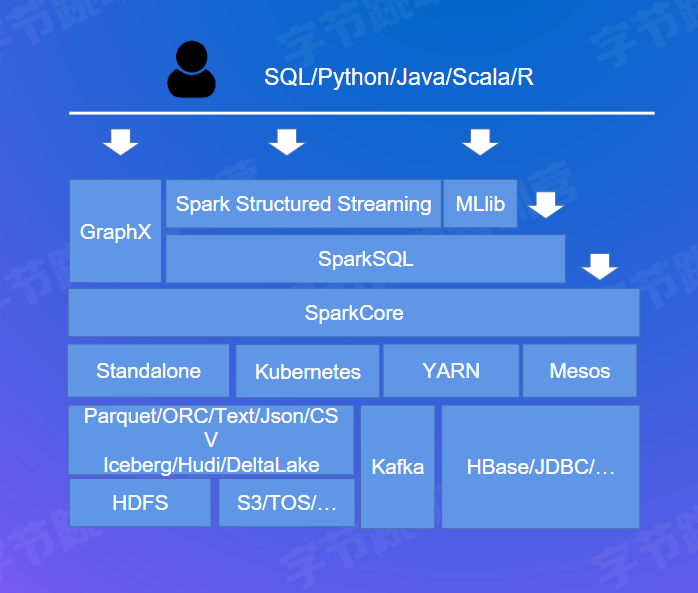 SQL/Python/Java/Scala/R
GraphX
Spark Structured Streaming
MLlib
SparkSQL
SparkCore
Standalone
Kubernetes
YARN
Mesos
Parquet/ORC/Text/Json/CS
V
Iceberg/Hudi/DeltaLake
Kafka
HBase/JDBC/…
HDFS
S3/TOS/…